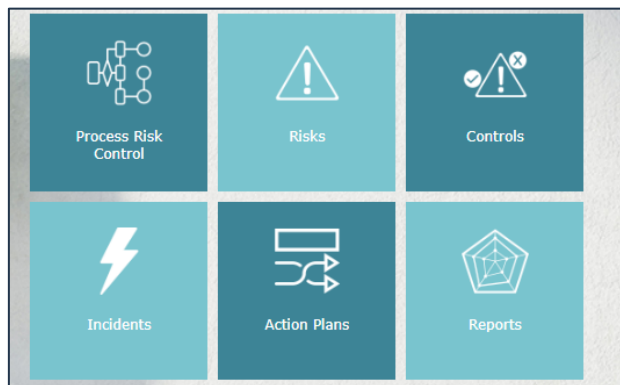 Process Risk
Control
Risks
Controls
Incidents
Action Plans
Reports